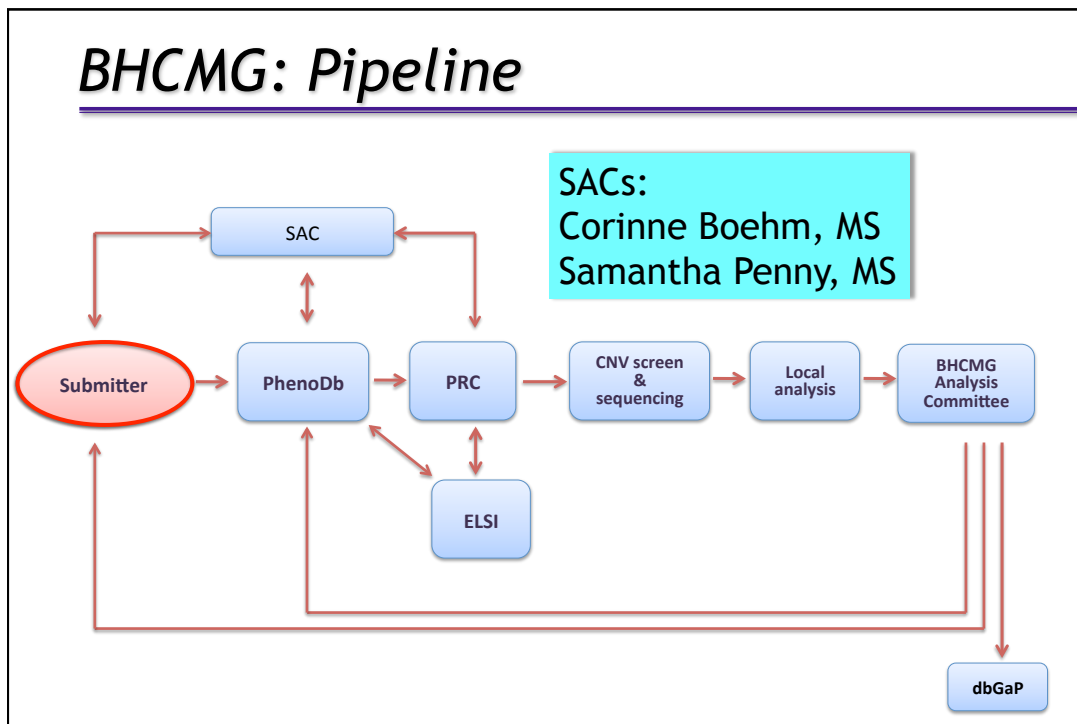 BHCMG: Pipeline
SACs:
Corinne Boehm, MS
Samantha Penny, MS
SAC
Submitter
PhenoDb
PRC
CNV screen
&
sequencing
Local
analysis
BHCMG
Analysis
Committee
ELSI
dbGaP